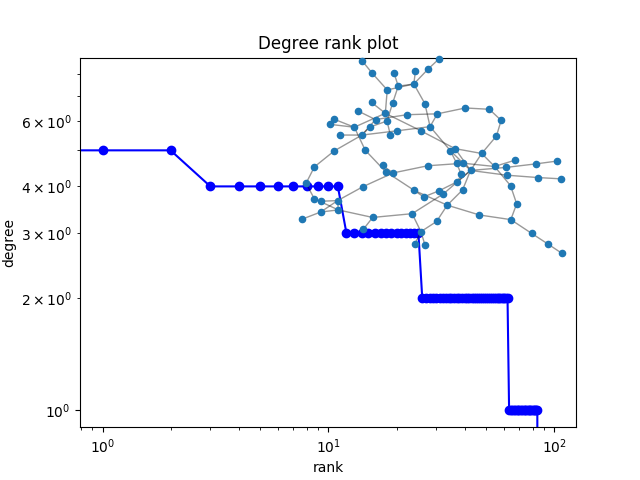 Degree rank plot
degree
6 × 10⁰
4 × 10⁰
3 × 10⁰
2 × 10⁰
10⁰
10⁰ 10¹ 10²
rank